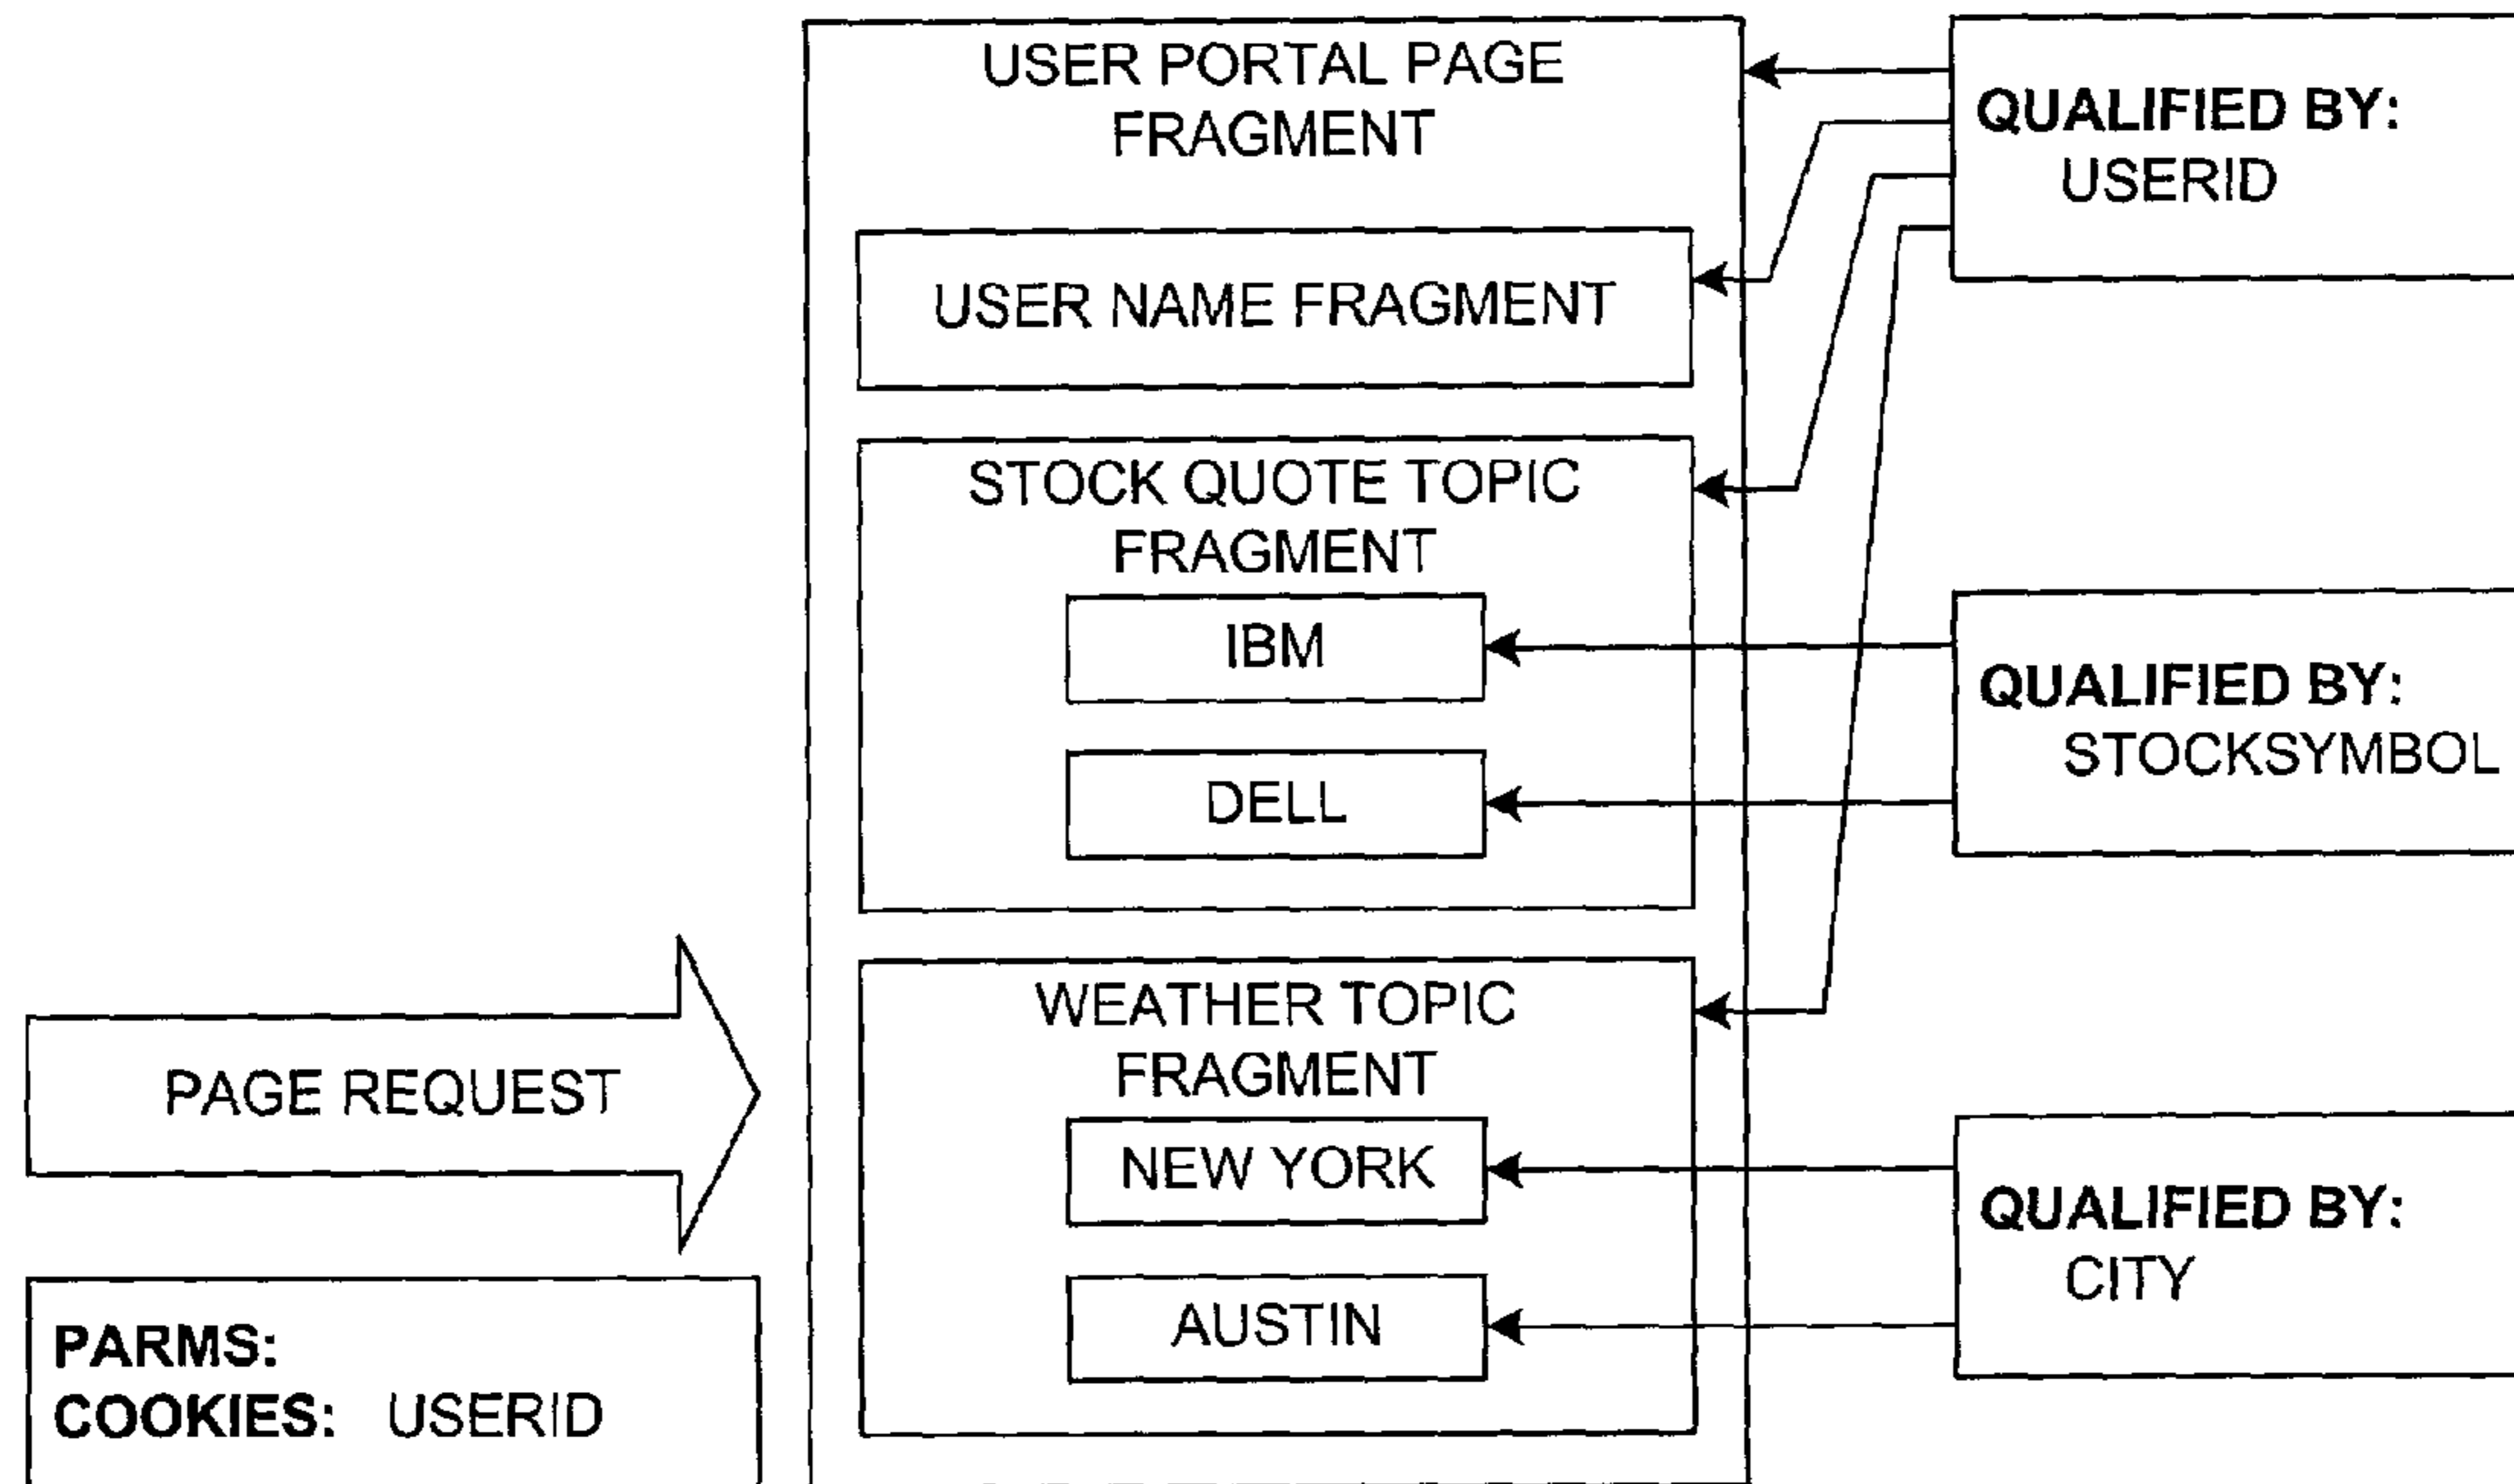 USER PORTAL PAGE
FRAGMENT
USER NAME FRAGMENT
STOCK QUOTE TOPIC
FRAGMENT
IBM
DELL
WEATHER TOPIC
FRAGMENT
NEW YORK
AUSTIN
PAGE REQUEST
PARMS:
COOKIES: USERID
QUALIFIED BY:
USERID
QUALIFIED BY:
STOCKSYMBOL
QUALIFIED BY:
CITY